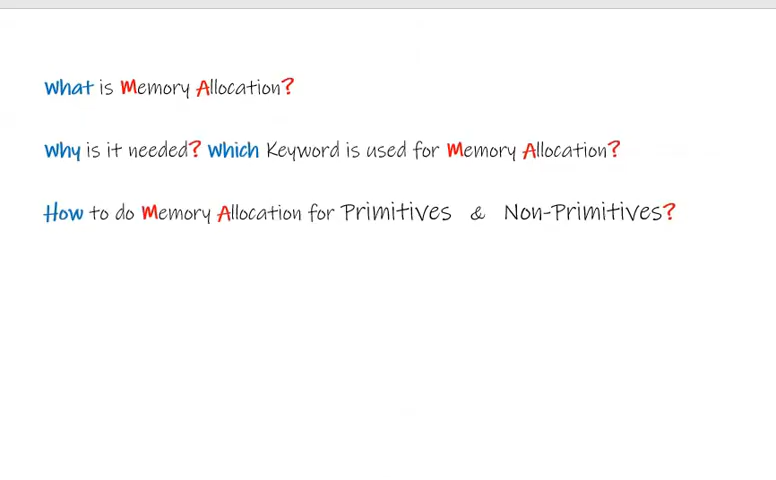 What is Memory Allocation?
Why is it needed? Which Keyword is used for Memory Allocation?
How to do Memory Allocation for Primitives & Non-Primitives?